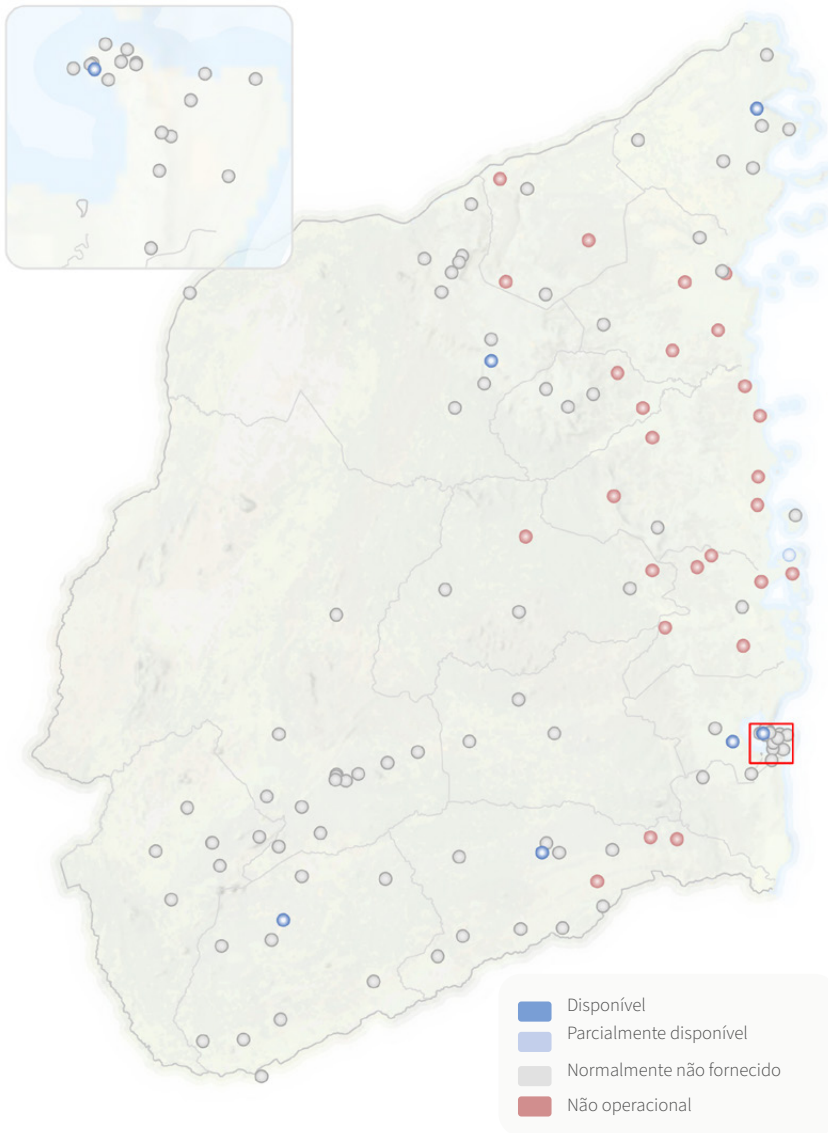 Disponível
Parcialmente disponível
Normalmente não fornecido
Não operacional